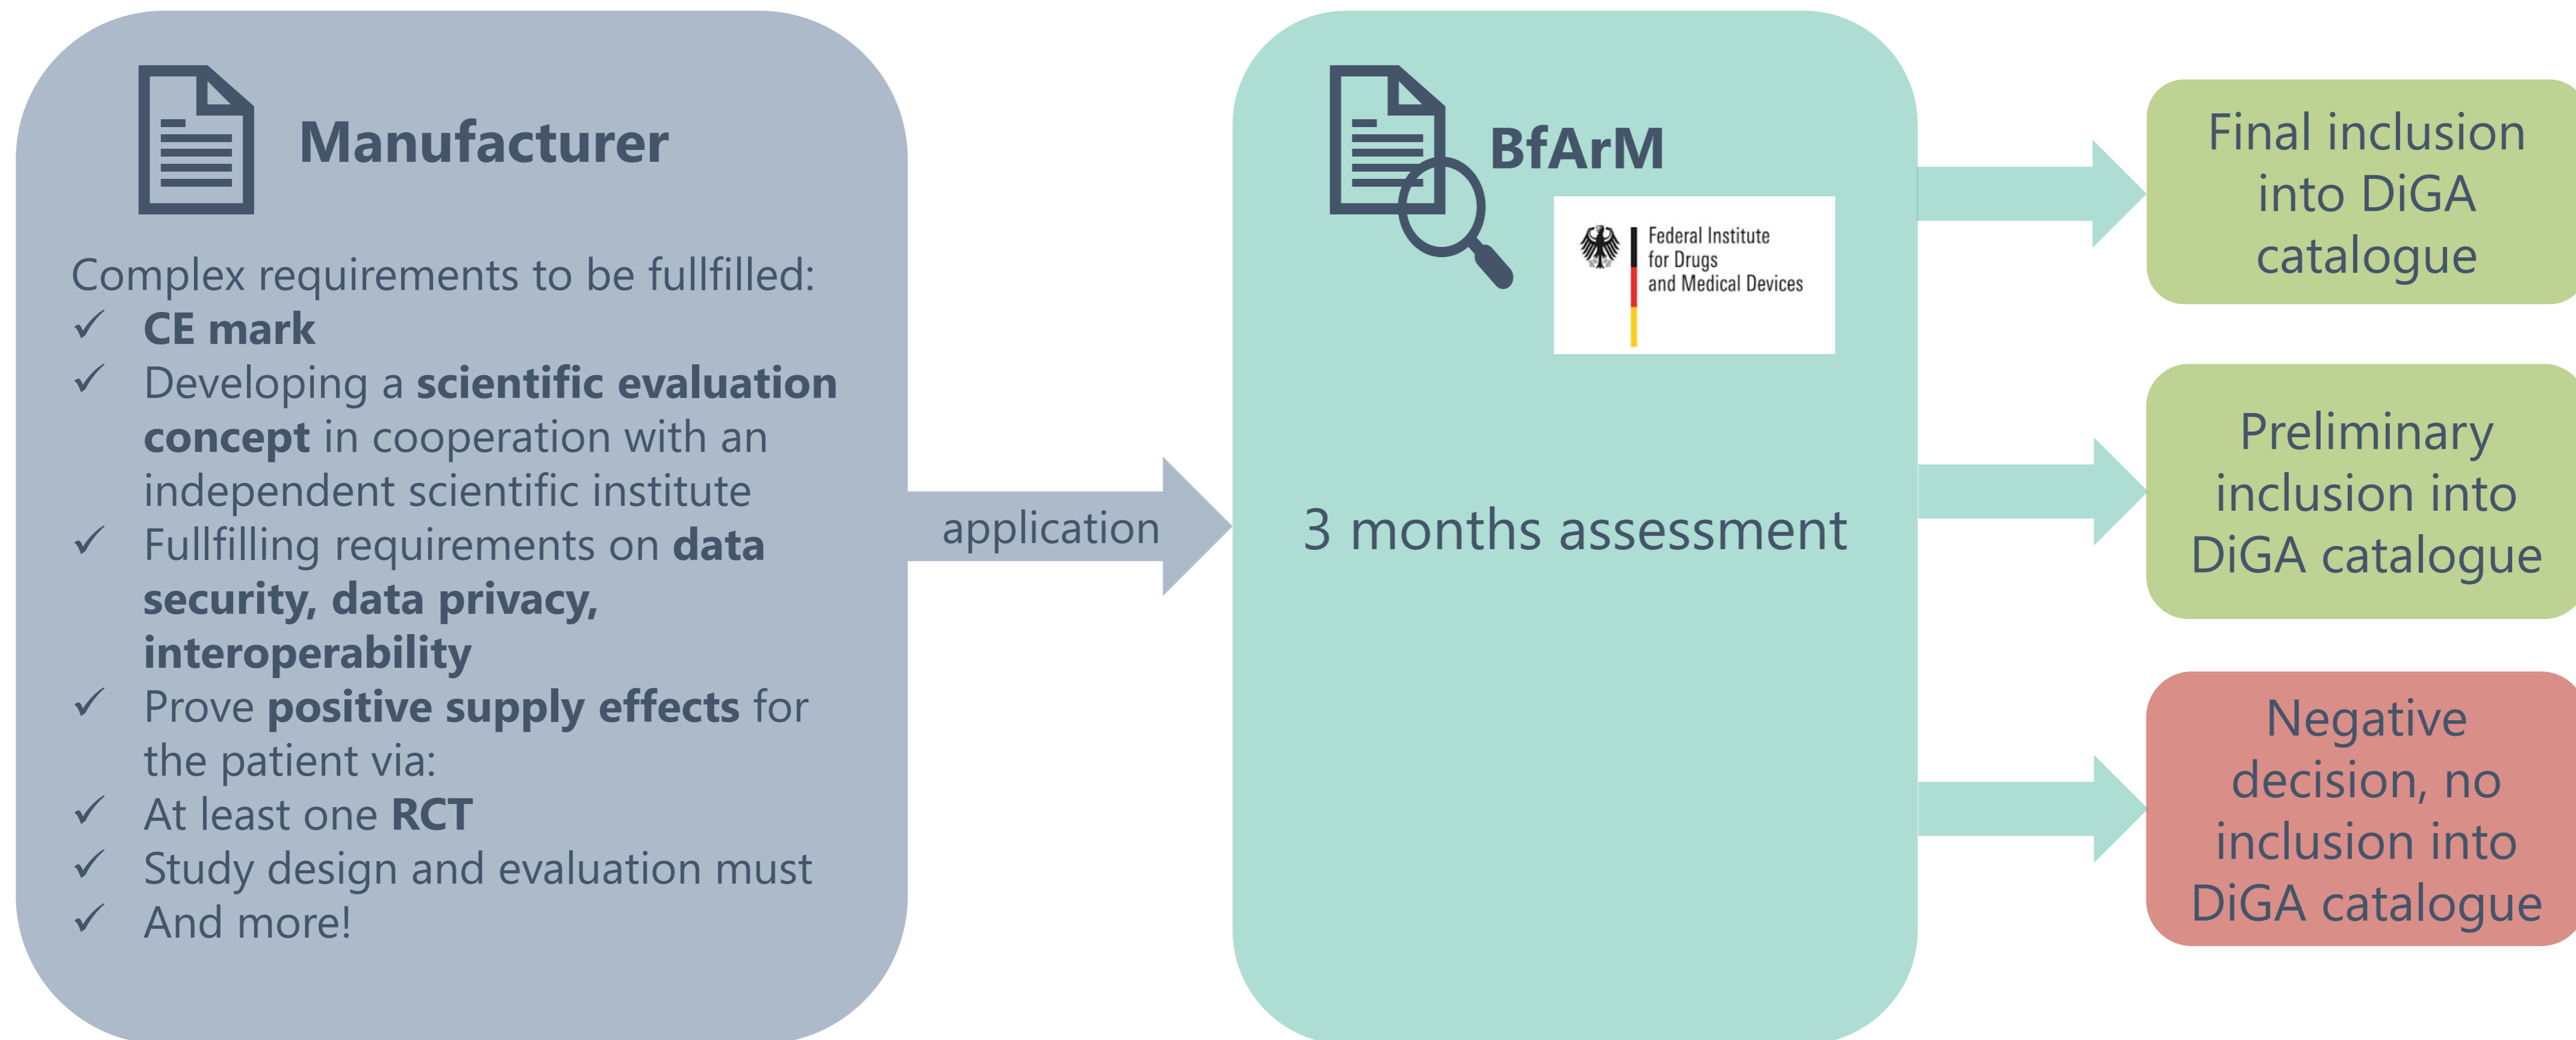 Manufacturer
Complex requirements to be fullfilled:
✓ CE mark
✓ Developing a scientific evaluation
concept in cooperation with an
independent scientific institute
✓ Fullfilling requirements on data
security, data privacy,
interoperability
✓ Prove positive supply effects for
the patient via:
✓ At least one RCT
✓ Study design and evaluation must
✓ And more!
application
BfArM
Federal Institute
for Drugs
and Medical Devices
3 months assessment
Final inclusion
into DiGA
catalogue
Preliminary
inclusion into
DiGA catalogue
Negative
decision, no
inclusion into
DiGA catalogue